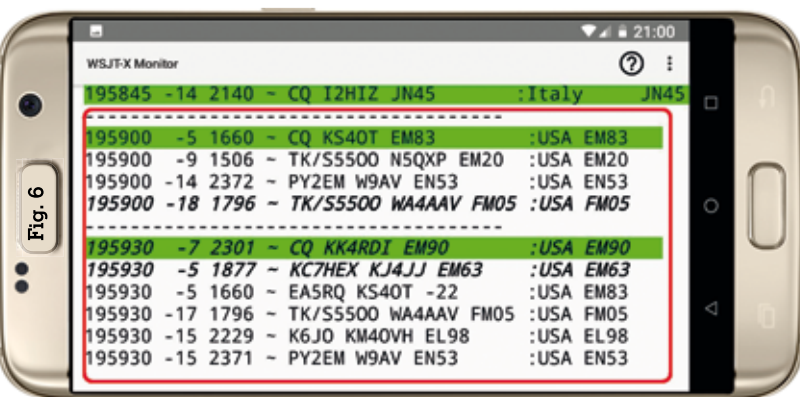 21:00
WSJT-X Monitor
195845 -14 2140 ~ CQ I2HIZ JN45 :Italy JN45
----------------------------------------
195900 -5 1660 ~ CQ KS4OT EM83 :USA EM83
195900 -9 1506 ~ TK/S55OO N5QXP EM20 :USA EM20
195900 -14 2372 ~ PY2EM W9AV EN53 :USA EN53
195900 -18 1796 ~ TK/S55OO WA4AAV FM05 :USA FM05
----------------------------------------
195930 -7 2301 ~ CQ KK4RDI EM90 :USA EM90
195930 -5 1877 ~ KC7HEX KJ4JJ EM63 :USA EM63
195930 -5 1660 ~ EA5RQ KS4OT -22 :USA EM83
195930 -17 1796 ~ TK/S55OO WA4AAV FM05 :USA FM05
195930 -15 2229 ~ K6JO KM4OVH EL98 :USA EL98
195930 -15 2371 ~ PY2EM W9AV EN53 :USA EN53
Fig. 6